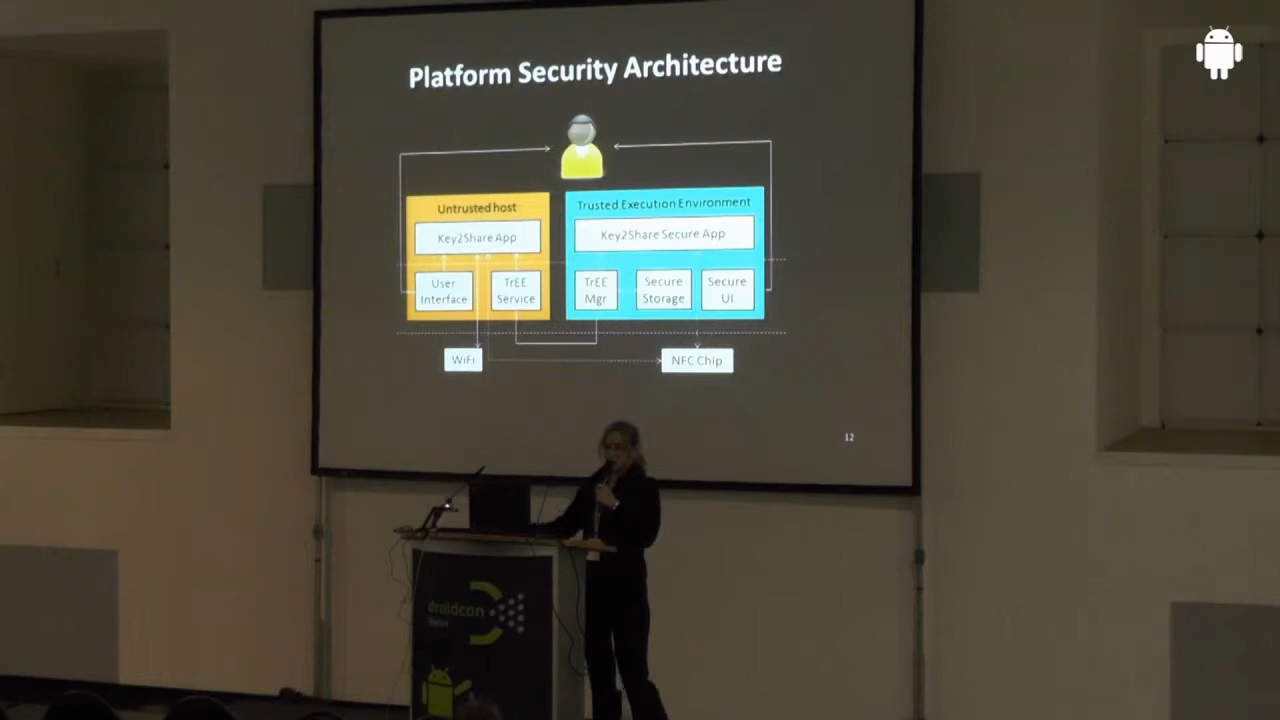 Platform Security Architecture
Untrusted host
Key2Share App
User
Interface
TrEE
Service
Trusted Execution Environment
Key2Share Secure App
TrEE
Mgr
Secure
Storage
Secure
UI
WiFi
NFC Chip
12
droidcon